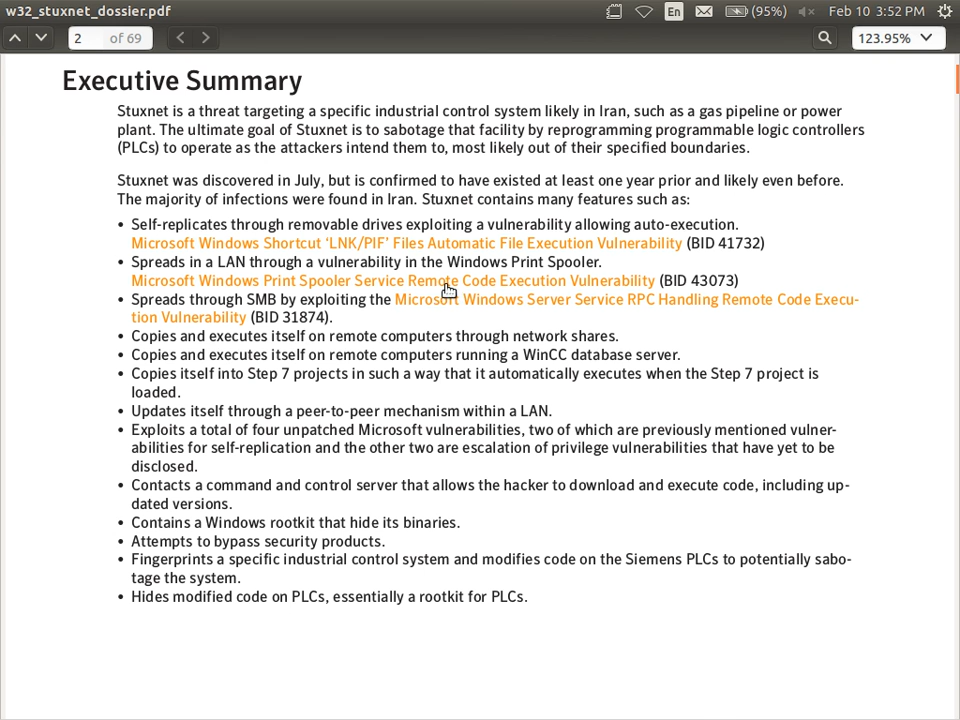 w32_stuxnet_dossier.pdf
En
(95%)
Feb 10 3:52 PM
2 of 69
123.95%
Executive Summary
Stuxnet is a threat targeting a specific industrial control system likely in Iran, such as a gas pipeline or power
plant. The ultimate goal of Stuxnet is to sabotage that facility by reprogramming programmable logic controllers
(PLCs) to operate as the attackers intend them to, most likely out of their specified boundaries.
Stuxnet was discovered in July, but is confirmed to have existed at least one year prior and likely even before.
The majority of infections were found in Iran. Stuxnet contains many features such as:
• Self-replicates through removable drives exploiting a vulnerability allowing auto-execution.
Microsoft Windows Shortcut ‘LNK/PIF’ Files Automatic File Execution Vulnerability (BID 41732)
• Spreads in a LAN through a vulnerability in the Windows Print Spooler.
Microsoft Windows Print Spooler Service Remote Code Execution Vulnerability (BID 43073)
• Spreads through SMB by exploiting the Microsoft Windows Server Service RPC Handling Remote Code Execu-
tion Vulnerability (BID 31874).
• Copies and executes itself on remote computers through network shares.
• Copies and executes itself on remote computers running a WinCC database server.
• Copies itself into Step 7 projects in such a way that it automatically executes when the Step 7 project is
loaded.
• Updates itself through a peer-to-peer mechanism within a LAN.
• Exploits a total of four unpatched Microsoft vulnerabilities, two of which are previously mentioned vulner-
abilities for self-replication and the other two are escalation of privilege vulnerabilities that have yet to be
disclosed.
• Contacts a command and control server that allows the hacker to download and execute code, including up-
dated versions.
• Contains a Windows rootkit that hide its binaries.
• Attempts to bypass security products.
• Fingerprints a specific industrial control system and modifies code on the Siemens PLCs to potentially sabo-
tage the system.
• Hides modified code on PLCs, essentially a rootkit for PLCs.